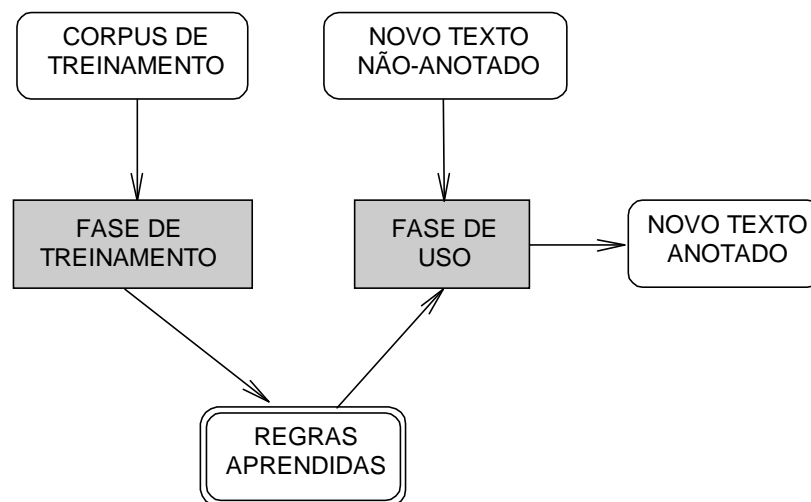 CORPUS DE
TREINAMENTO
NOVO TEXTO
NÃO-ANOTADO
FASE DE
TREINAMENTO
FASE DE
USO
NOVO TEXTO
ANOTADO
REGRAS
APRENDIDAS